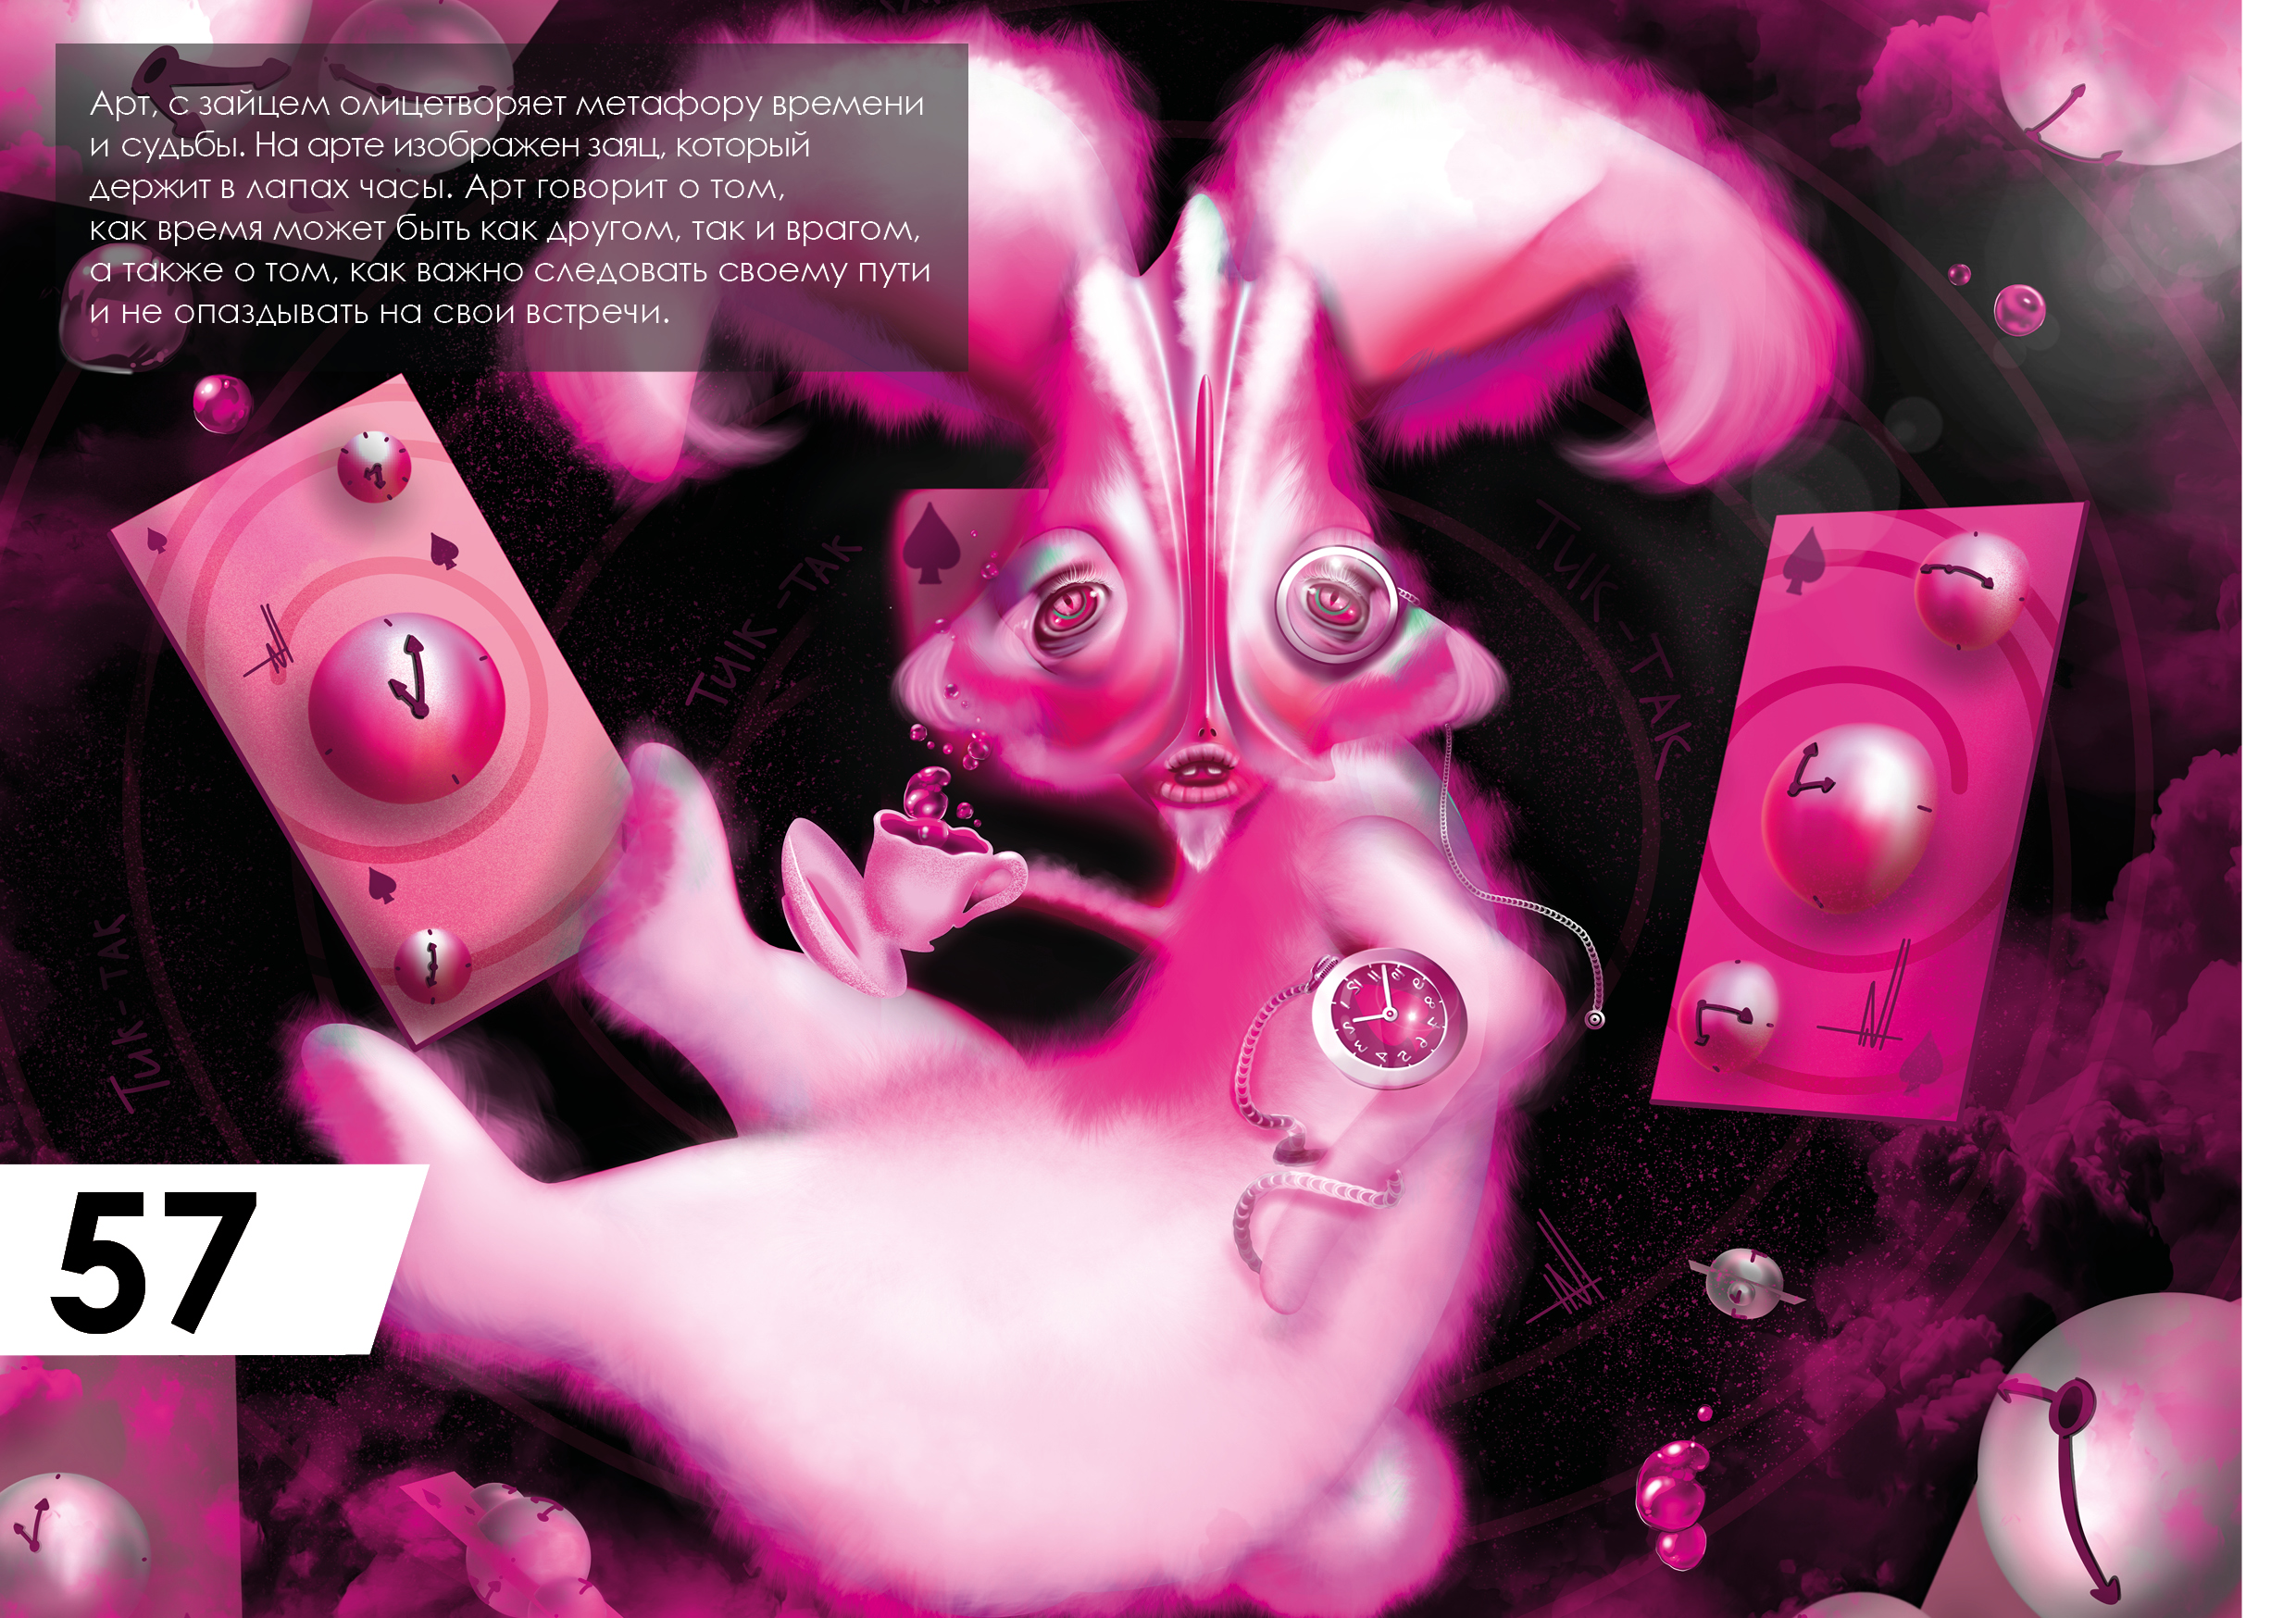 Арт, с зайцем олицетворяет метафору времени
и судьбы. На арте изображен заяц, который
держит в лапах часы. Арт говорит о том,
как время может быть как другом, так и врагом,
а также о том, как важно следовать своему пути
и не опаздывать на свои встречи.
Тик-так
Тик-так
Тик-так
57